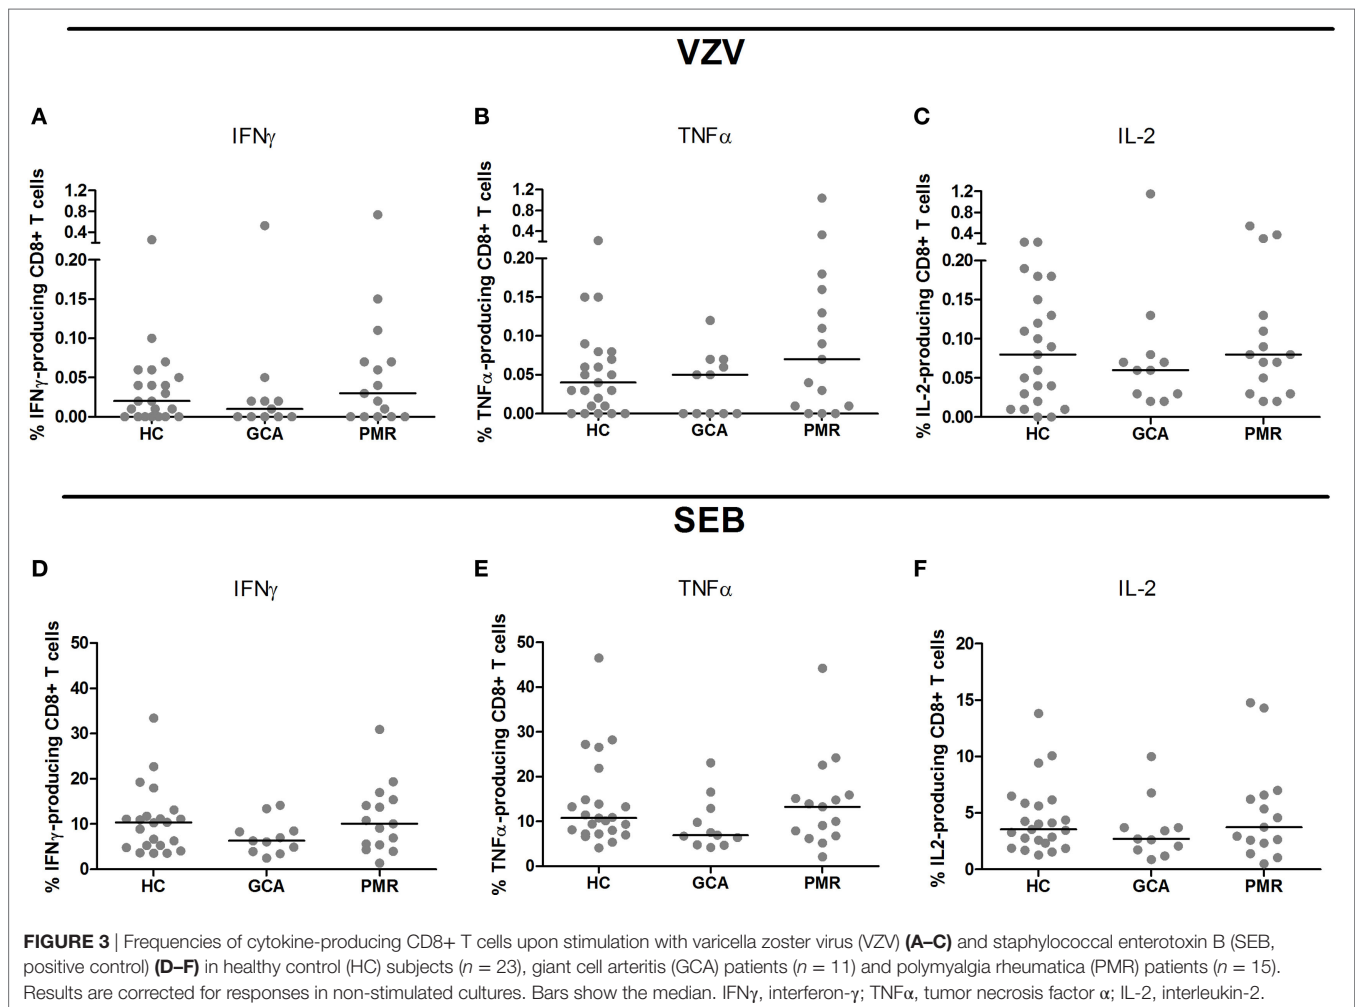 VZV
A
IFNγ
% IFNγ-producing CD8+ T cells
1.2
0.8
0.4
0.20
0.15
0.10
0.05
0.00
HC GCA PMR
B
TNFα
% TNFα-producing CD8+ T cells
1.2
0.8
0.4
0.20
0.15
0.10
0.05
0.00
HC GCA PMR
C
IL-2
% IL-2-producing CD8+ T cells
1.2
0.8
0.4
0.20
0.15
0.10
0.05
0.00
HC GCA PMR
SEB
D
IFNγ
% IFNγ-producing CD8+ T cells
50
40
30
20
10
0
HC GCA PMR
E
TNFα
% TNFα-producing CD8+ T cells
50
40
30
20
10
0
HC GCA PMR
F
IL-2
% IL2-producing CD8+ T cells
20
15
10
5
0
HC GCA PMR
FIGURE 3 | Frequencies of cytokine-producing CD8+ T cells upon stimulation with varicella zoster virus (VZV) (A–C) and staphylococcal enterotoxin B (SEB,
positive control) (D–F) in healthy control (HC) subjects (n = 23), giant cell arteritis (GCA) patients (n = 11) and polymyalgia rheumatica (PMR) patients (n = 15).
Results are corrected for responses in non-stimulated cultures. Bars show the median. IFNγ, interferon-γ; TNFα, tumor necrosis factor α; IL-2, interleukin-2.